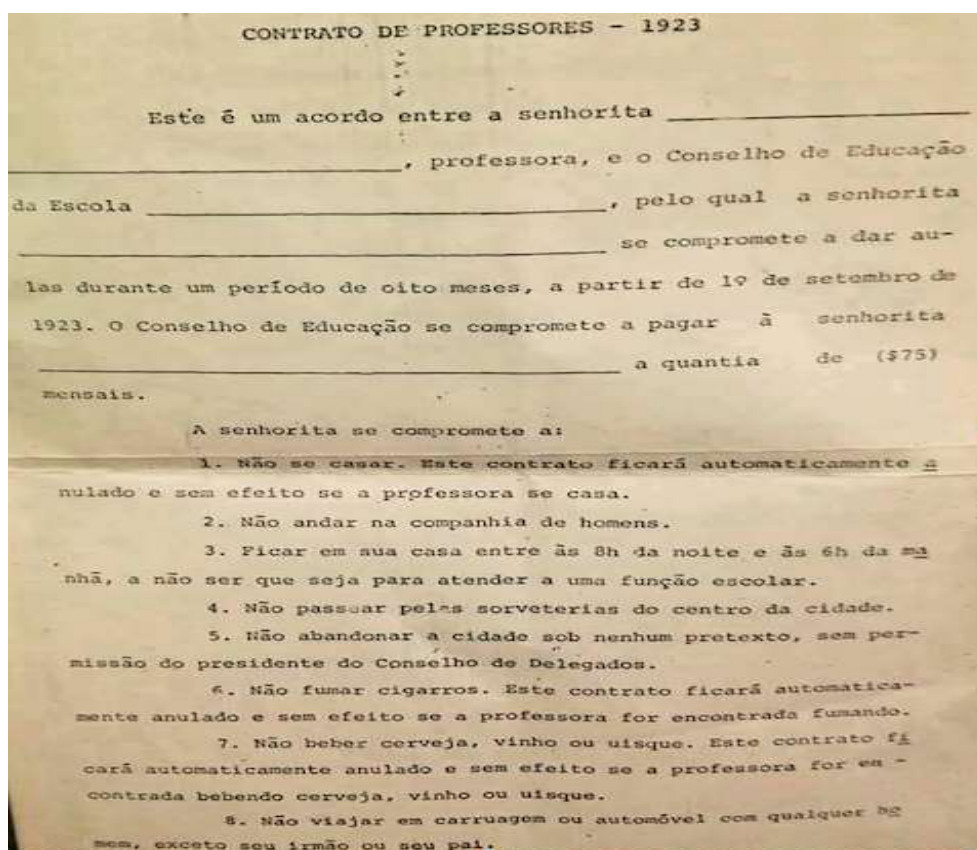 CONTRATO DE PROFESSORES - 1923
Este é um acordo entre a senhorita ____________________
____________________, professora, e o Conselho de Educação
da Escola ____________________, pelo qual a senhorita
____________________ se compromete a dar au-
las durante um período de oito meses, a partir de 1º de setembro de
1923. O Conselho de Educação se compromete a pagar à senhorita
____________________ a quantia de ($75)
mensais.
A senhorita se compromete a:
1. Não se casar. Este contrato ficará automaticamente a
nulado e sem efeito se a professora se casa.
2. Não andar na companhia de homens.
3. Ficar em sua casa entre às 8h da noite e às 6h da ma
nhã, a não ser que seja para atender a uma função escolar.
4. Não passear pelas sorveterias do centro da cidade.
5. Não abandonar a cidade sob nenhum pretexto, sem per-
missão do presidente do Conselho de Delegados.
6. Não fumar cigarros. Este contrato ficará automatica-
mente anulado e sem efeito se a professora for encontrada fumando.
7. Não beber cerveja, vinho ou uisque. Este contrato fi
cará automaticamente anulado e sem efeito se a professora for en -
contrada bebendo cerveja, vinho ou uisque.
8. Não viajar em carruagem ou automóvel com qualquer ho
mem, exceto seu irmão ou seu pai.